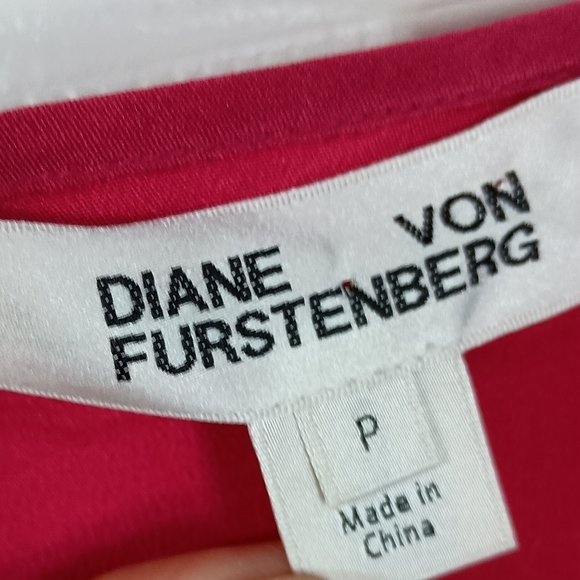 DIANE VON
FURSTENBERG
P
Made in
China